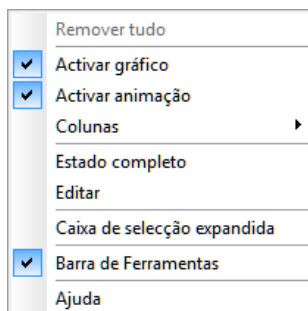 Remover tudo
Activar gráfico
Activar animação
Colunas
Estado completo
Editar
Caixa de selecção expandida
Barra de Ferramentas
Ajuda